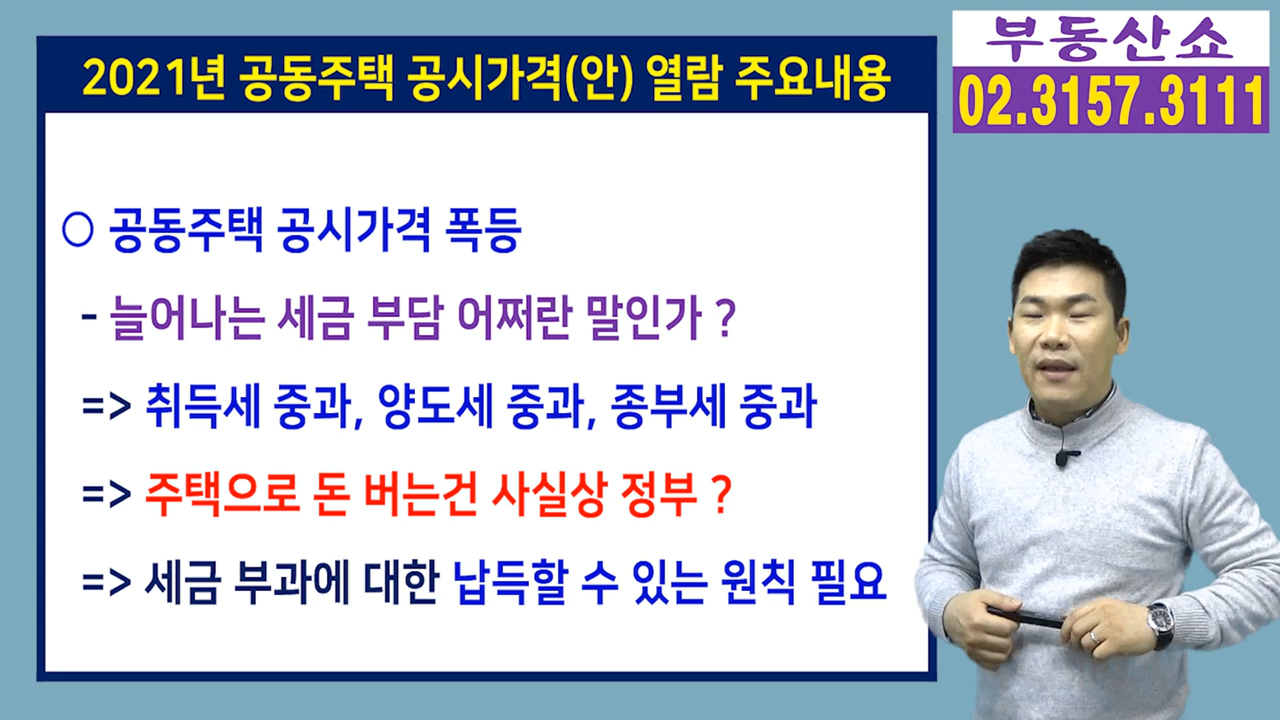 2021년 공동주택 공시가격(안) 열람 주요내용
부동산쇼
02.3157.3111
○ 공동주택 공시가격 폭등
- 늘어나는 세금 부담 어쩌란 말인가 ?
=> 취득세 중과, 양도세 중과, 종부세 중과
=> 주택으로 돈 버는건 사실상 정부 ?
=> 세금 부과에 대한 납득할 수 있는 원칙 필요